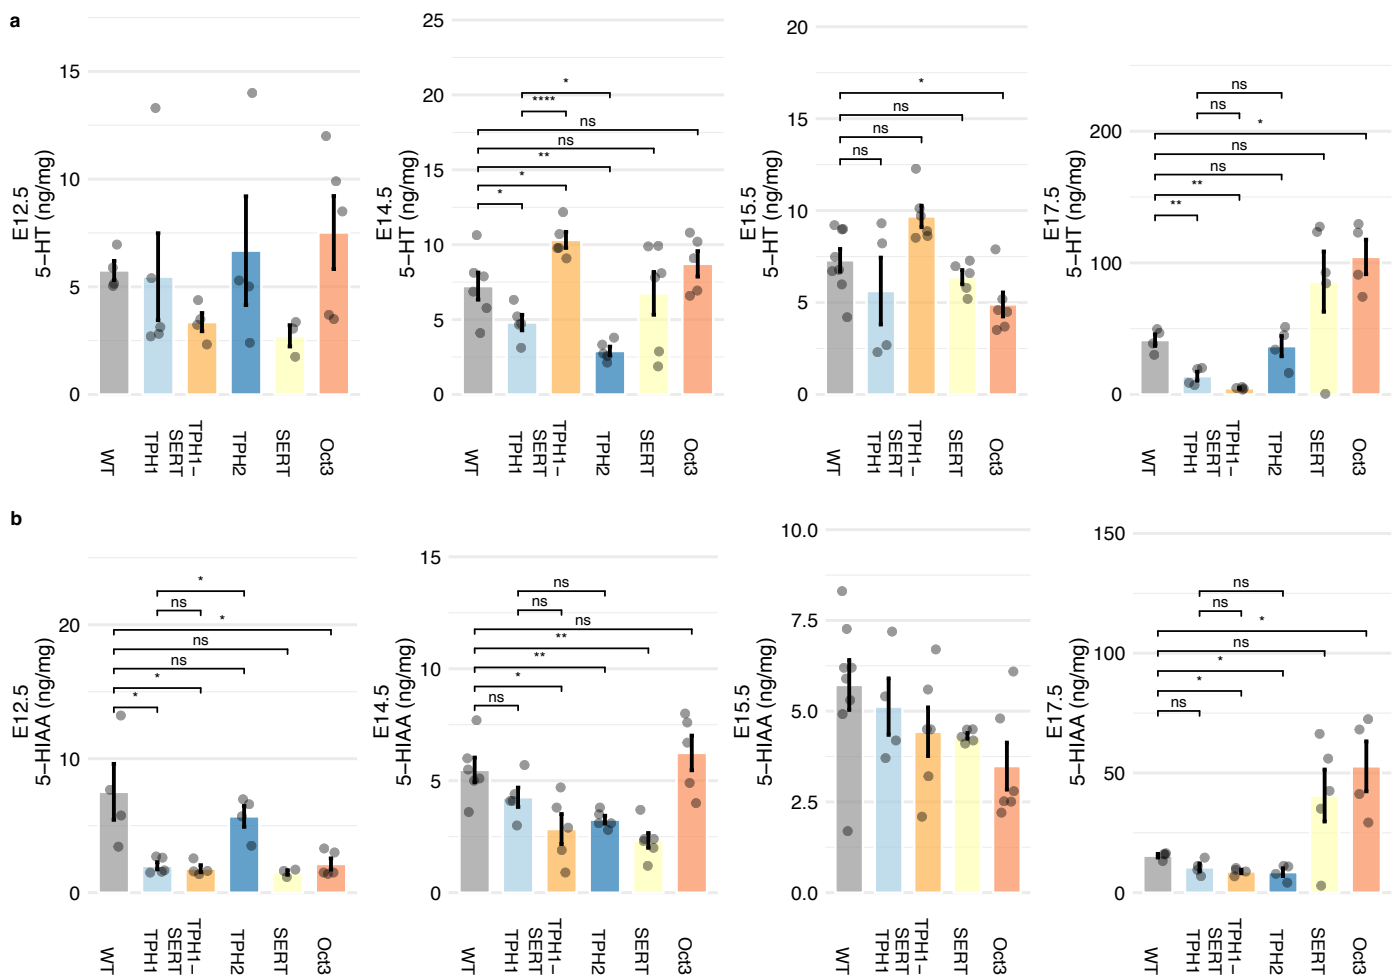 a
E12.5
5–HT (ng/mg)
15
10
5
0
WT
TPH1
TPH1–
SERT
TPH2
SERT
Oct3
E14.5
5–HT (ng/mg)
25
20
15
10
5
0
*
****
ns
ns
**
*
*
WT
TPH1
TPH1–
SERT
TPH2
SERT
Oct3
E15.5
5–HT (ng/mg)
20
15
10
5
0
*
ns
ns
ns
WT
TPH1
TPH1–
SERT
SERT
Oct3
E17.5
5–HT (ng/mg)
200
100
0
ns
ns
*
ns
ns
**
**
WT
TPH1
TPH1–
SERT
TPH2
SERT
Oct3
b
E12.5
5–HIAA (ng/mg)
20
10
0
*
ns
*
ns
ns
*
*
WT
TPH1
TPH1–
SERT
TPH2
SERT
Oct3
E14.5
5–HIAA (ng/mg)
15
10
5
0
ns
ns
ns
**
**
*
ns
WT
TPH1
TPH1–
SERT
TPH2
SERT
Oct3
E15.5
5–HIAA (ng/mg)
10.0
7.5
5.0
2.5
0.0
WT
TPH1
TPH1–
SERT
SERT
Oct3
E17.5
5–HIAA (ng/mg)
150
100
50
0
ns
ns
*
ns
*
*
ns
WT
TPH1
TPH1–
SERT
TPH2
SERT
Oct3